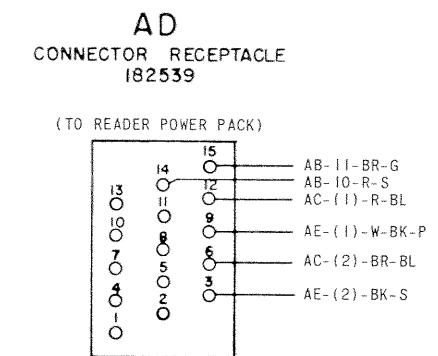 AD
CONNECTOR RECEPTACLE
182539
(TO READER POWER PACK)
15
AB-11-BR-G
14
AB-10-R-S
13
12
AC-(1)-R-BL
11
10
9
AE-(1)-W-BK-P
8
7
6
AC-(2)-BR-BL
5
4
3
AE-(2)-BK-S
2
1